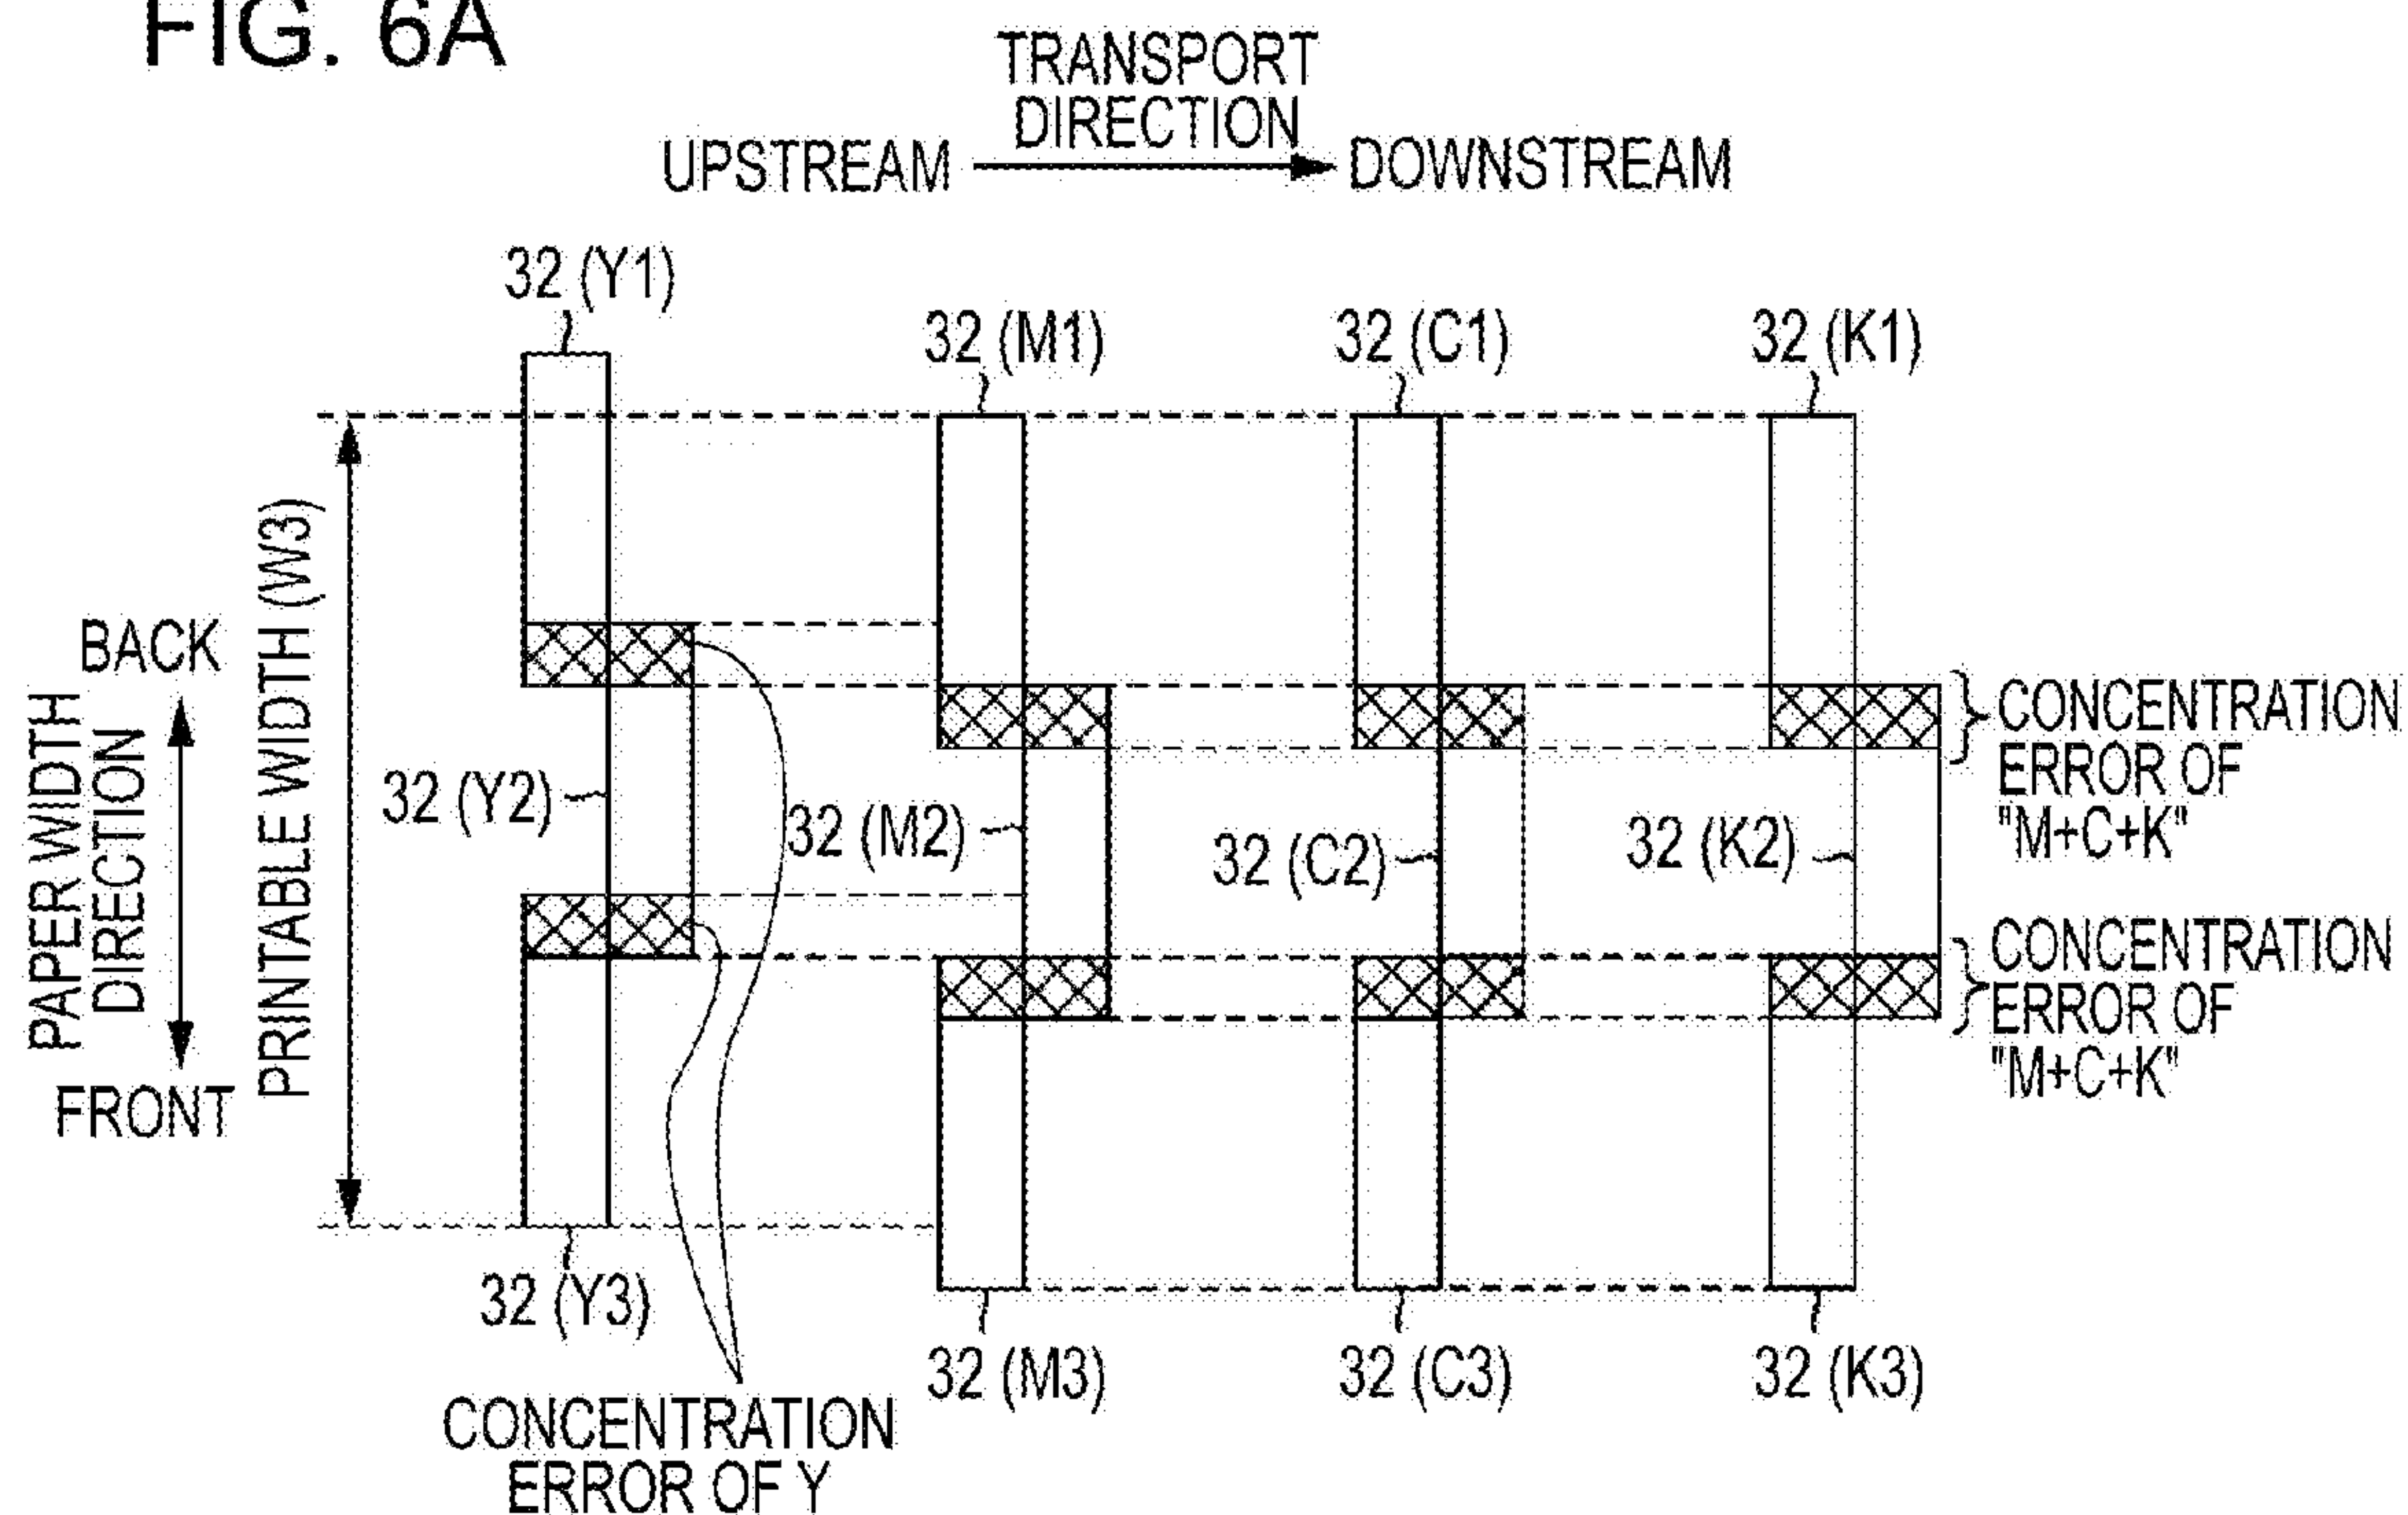 FIG. 6A
TRANSPORT
DIRECTION
UPSTREAM
DOWNSTREAM
32 (Y1)
32 (M1)
32 (C1)
32 (K1)
PRINTABLE WIDTH (W3)
BACK
PAPER WIDTH
DIRECTION
FRONT
32 (Y2)
32 (M2)
32 (C2)
32 (K2)
CONCENTRATION
ERROR OF
"M+C+K"
CONCENTRATION
ERROR OF
"M+C+K"
32 (Y3)
32 (M3)
32 (C3)
32 (K3)
CONCENTRATION
ERROR OF Y